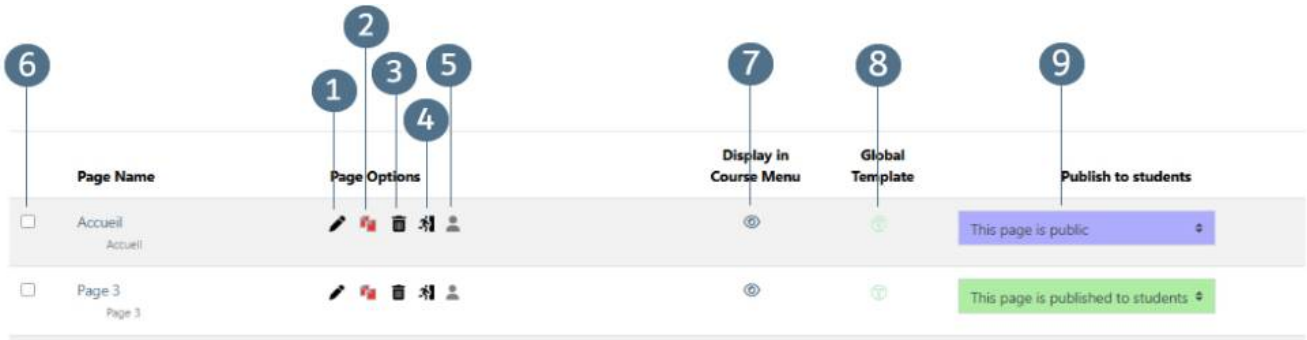 2
6
3
5
7
8
9
1
4
Display in
Global
Page Name
Page Options
Course Menu
Template
Publish to students
Accueil
Accueil
This page is public
Page 3
Page 3
This page is published to students